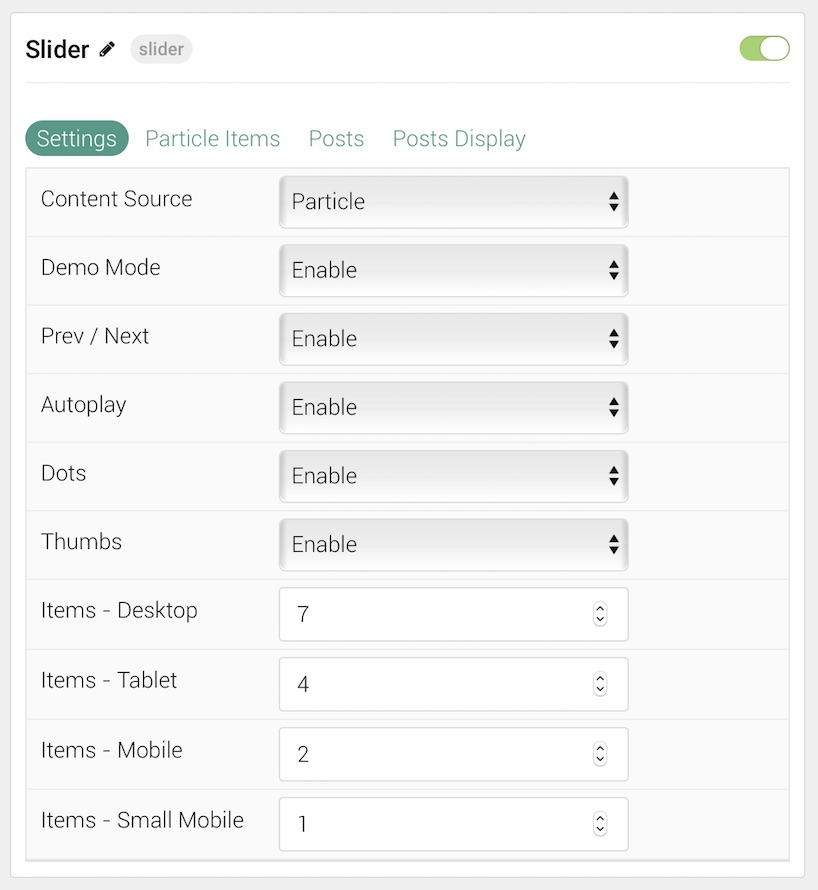 Slider slider
Settings Particle Items Posts Posts Display
Content Source Particle
Demo Mode Enable
Prev / Next Enable
Autoplay Enable
Dots Enable
Thumbs Enable
Items - Desktop 7
Items - Tablet 4
Items - Mobile 2
Items - Small Mobile 1